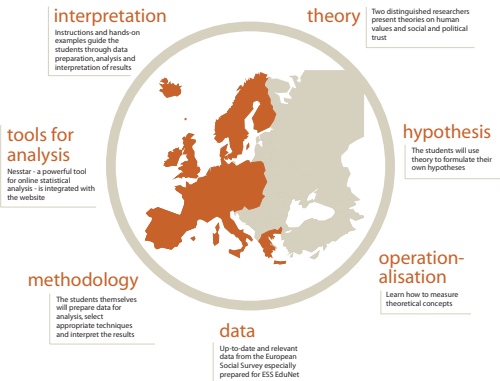 interpretation
Instructions and hands-on
examples guide the
students through data
preparation, analysis and
interpretation of results
theory
Two distinguished researchers
present theories on human
values and social and political
trust
hypothesis
The students will use
theory to formulate their
own hypotheses
operation-
alisation
Learn how to measure
theoretical concepts
data
Up-to-date and relevant
data from the European
Social Survey especially
prepared for ESS EduNet
methodology
The students themselves
will prepare data for
analysis, select
appropriate techniques
and interpret the results
tools for
analysis
Nesstar - a powerful tool
for online statistical
analysis - is integrated with
the website